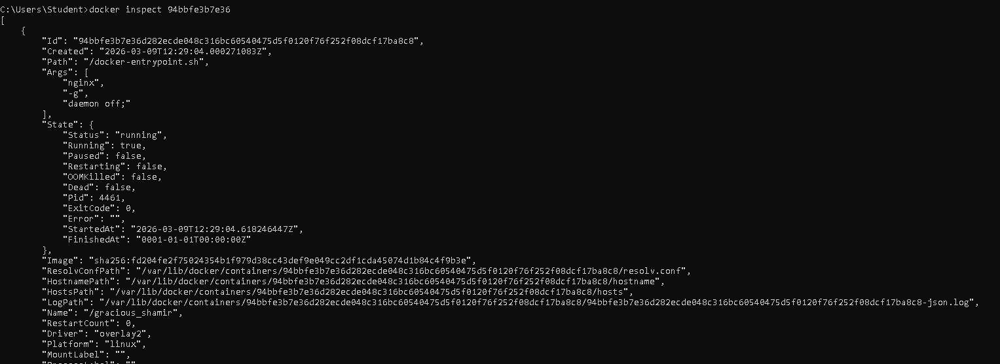 C:\Users\Student>docker inspect 94bbfe3b7e36
[
    {
        "Id": "94bbfe3b7e36d282ecde048c316bc60540475d5f0120f76f252f08dcf17ba8c8",
        "Created": "2026-03-09T12:29:04.000271083Z",
        "Path": "/docker-entrypoint.sh",
        "Args": [
            "nginx",
            "-g",
            "daemon off;"
        ],
        "State": {
            "Status": "running",
            "Running": true,
            "Paused": false,
            "Restarting": false,
            "OOMKilled": false,
            "Dead": false,
            "Pid": 4461,
            "ExitCode": 0,
            "Error": "",
            "StartedAt": "2026-03-09T12:29:04.618246447Z",
            "FinishedAt": "0001-01-01T00:00:00Z"
        },
        "Image": "sha256:fd204fe2f75024354b1f979d38cc43def9e049cc2df1cda45074d1b84c4f9b3e",
        "ResolvConfPath": "/var/lib/docker/containers/94bbfe3b7e36d282ecde048c316bc60540475d5f0120f76f252f08dcf17ba8c8/resolv.conf",
        "HostnamePath": "/var/lib/docker/containers/94bbfe3b7e36d282ecde048c316bc60540475d5f0120f76f252f08dcf17ba8c8/hostname",
        "HostsPath": "/var/lib/docker/containers/94bbfe3b7e36d282ecde048c316bc60540475d5f0120f76f252f08dcf17ba8c8/hosts",
        "LogPath": "/var/lib/docker/containers/94bbfe3b7e36d282ecde048c316bc60540475d5f0120f76f252f08dcf17ba8c8/94bbfe3b7e36d282ecde048c316bc60540475d5f0120f76f252f08dcf17ba8c8-json.log",
        "Name": "/gracious_shamir",
        "RestartCount": 0,
        "Driver": "overlay2",
        "Platform": "linux",
        "MountLabel": "",